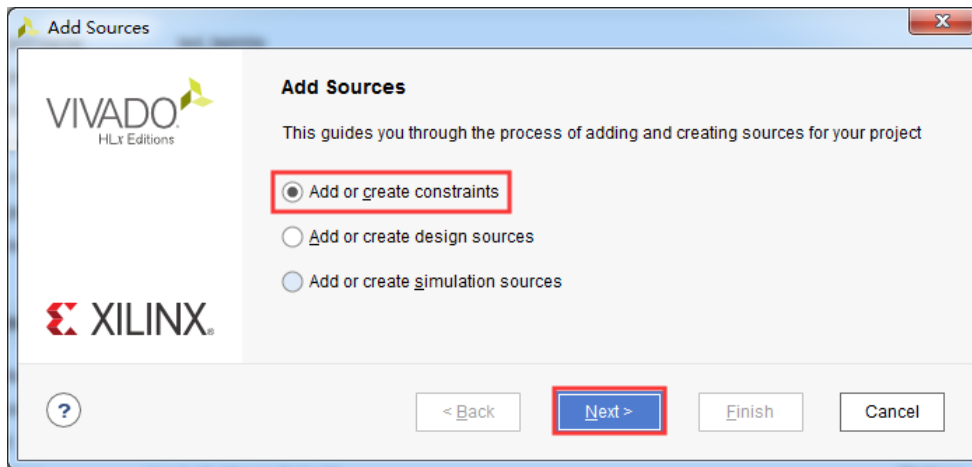 Add Sources
VIVADO
HLx Editions
Add Sources
This guides you through the process of adding and creating sources for your project
Add or create constraints
Add or create design sources
Add or create simulation sources
XILINX
?
< Back
Next >
Finish
Cancel